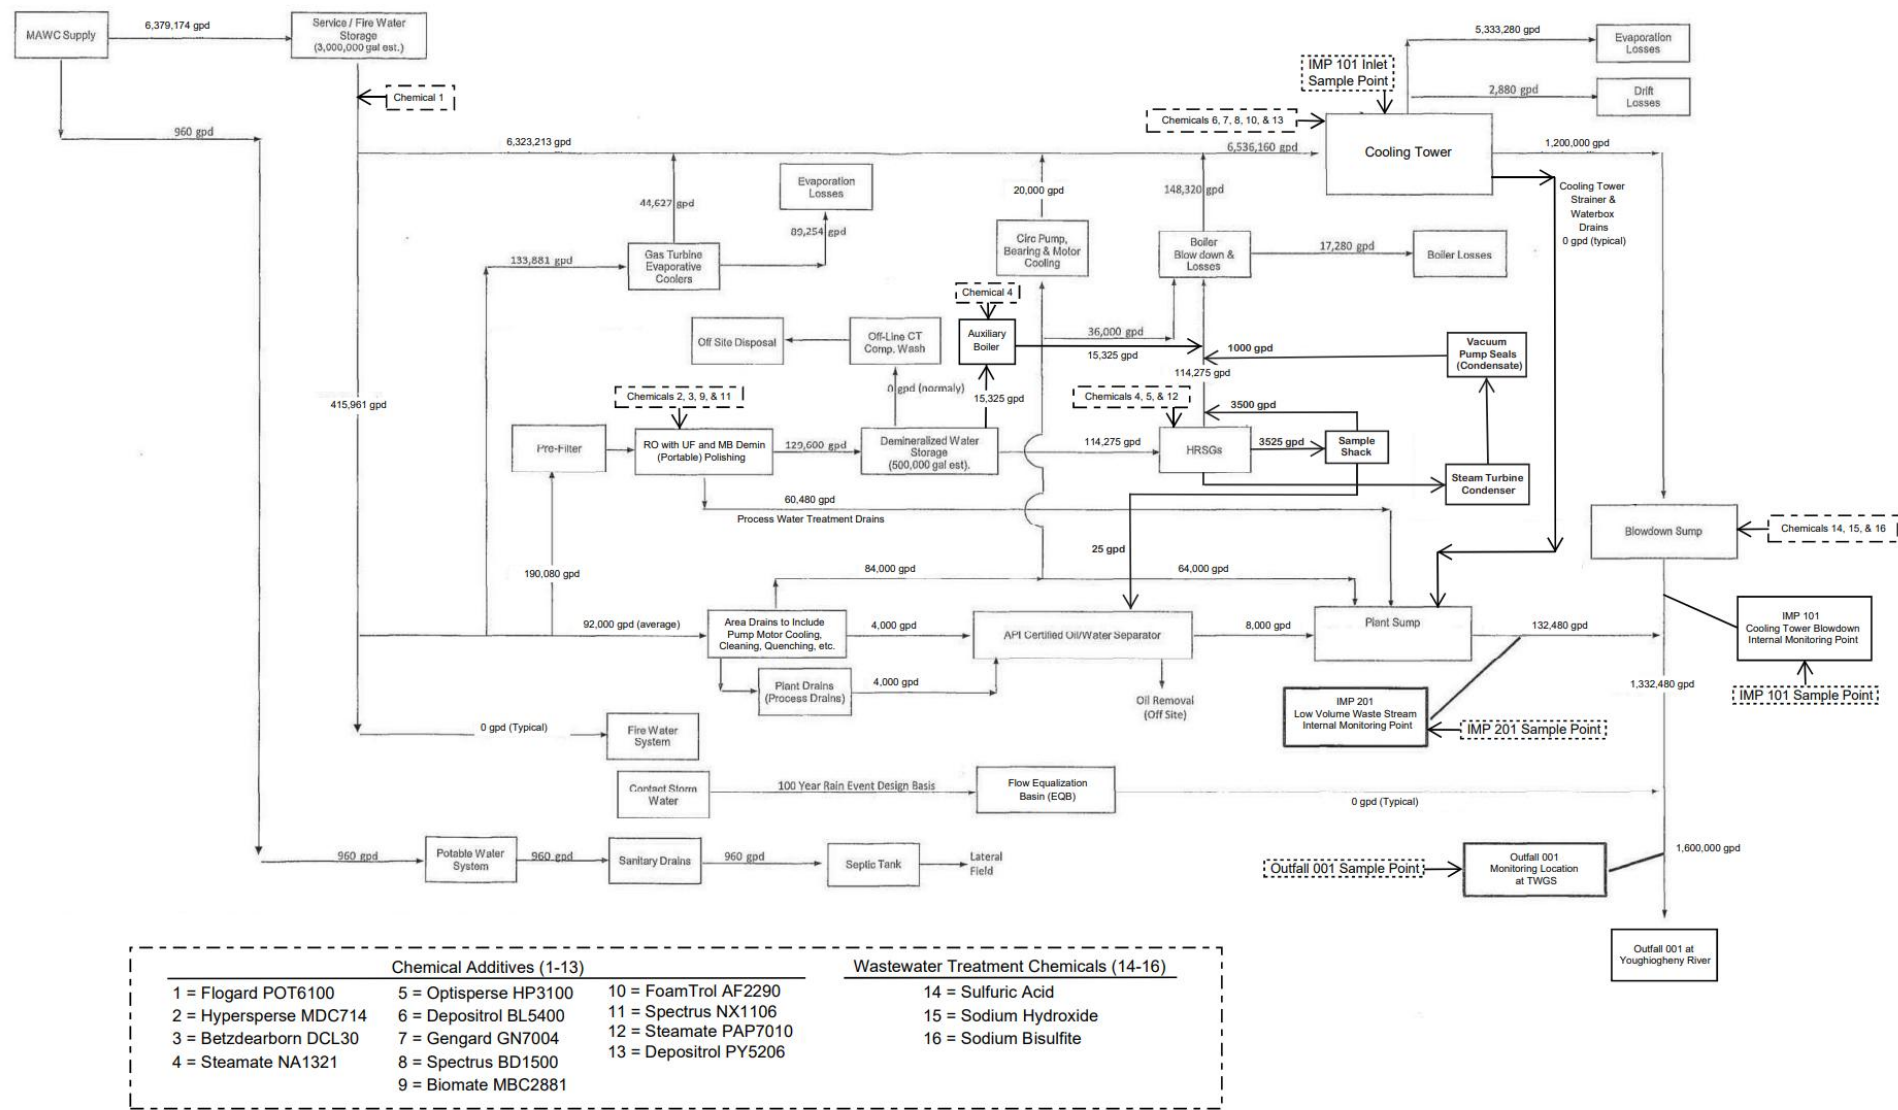 MAWC Supply
6,379,174 gpd
Service / Fire Water
Storage
(3,000,000 gal est.)
Chemical 1
960 gpd
6,323,213 gpd
IMP 101 Inlet
Sample Point
5,333,280 gpd
Evaporation
Losses
2,880 gpd
Drift
Losses
Chemicals 6, 7, 8, 10, & 13
6,536,160 gpd
Cooling Tower
1,200,000 gpd
Cooling Tower
Strainer &
Waterbox
Drains
0 gpd (typical)
Evaporation
Losses
44,627 gpd
89,254 gpd
20,000 gpd
148,320 gpd
133,881 gpd
Gas Turbine
Evaporative
Coolers
Circ Pump,
Bearing & Motor
Cooling
Boiler
Blow down &
Losses
17,280 gpd
Boiler Losses
Chemical 4
Off Site Disposal
Off-Line CT
Comp. Wash
Auxiliary
Boiler
36,000 gpd
15,325 gpd
1000 gpd
Vacuum
Pump Seals
(Condensate)
114,275 gpd
0 gpd (normaly)
15,325 gpd
Chemicals 2, 3, 9, & 11
Chemicals 4, 5, & 12
415,961 gpd
3500 gpd
Pre-Filter
RO with UF and MB Demin
(Portable) Polishing
129,600 gpd
Demineralized Water
Storage
(500,000 gal est).
114,275 gpd
HRSGs
3525 gpd
Sample
Shack
Steam Turbine
Condenser
60,480 gpd
Process Water Treatment Drains
Blowdown Sump
Chemicals 14, 15, & 16
25 gpd
190,080 gpd
84,000 gpd
64,000 gpd
92,000 gpd (average)
Area Drains to Include
Pump Motor Cooling,
Cleaning, Quenching, etc.
4,000 gpd
API Certified Oil/Water Separator
8,000 gpd
Plant Sump
132,480 gpd
IMP 101
Cooling Tower Blowdown
Internal Monitoring Point
IMP 101 Sample Point
Plant Drains
(Process Drains)
4,000 gpd
Oil Removal
(Off Site)
1,332,480 gpd
IMP 201
Low Volume Waste Stream
Internal Monitoring Point
IMP 201 Sample Point
0 gpd (Typical)
Fire Water
System
Contact Storm
Water
100 Year Rain Event Design Basis
Flow Equalization
Basin (EQB)
0 gpd (Typical)
960 gpd
Potable Water
System
960 gpd
Sanitary Drains
960 gpd
Septic Tank
Lateral
Field
Outfall 001 Sample Point
Outfall 001
Monitoring Location
at TWGS
1,600,000 gpd
Outfall 001 at
Youghiogheny River
Chemical Additives (1-13)
1 = Flogard POT6100
2 = Hypersperse MDC714
3 = Betzdearborn DCL30
4 = Steamate NA1321
5 = Optisperse HP3100
6 = Depositrol BL5400
7 = Gengard GN7004
8 = Spectrus BD1500
9 = Biomate MBC2881
10 = FoamTrol AF2290
11 = Spectrus NX1106
12 = Steamate PAP7010
13 = Depositrol PY5206
Wastewater Treatment Chemicals (14-16)
14 = Sulfuric Acid
15 = Sodium Hydroxide
16 = Sodium Bisulfite